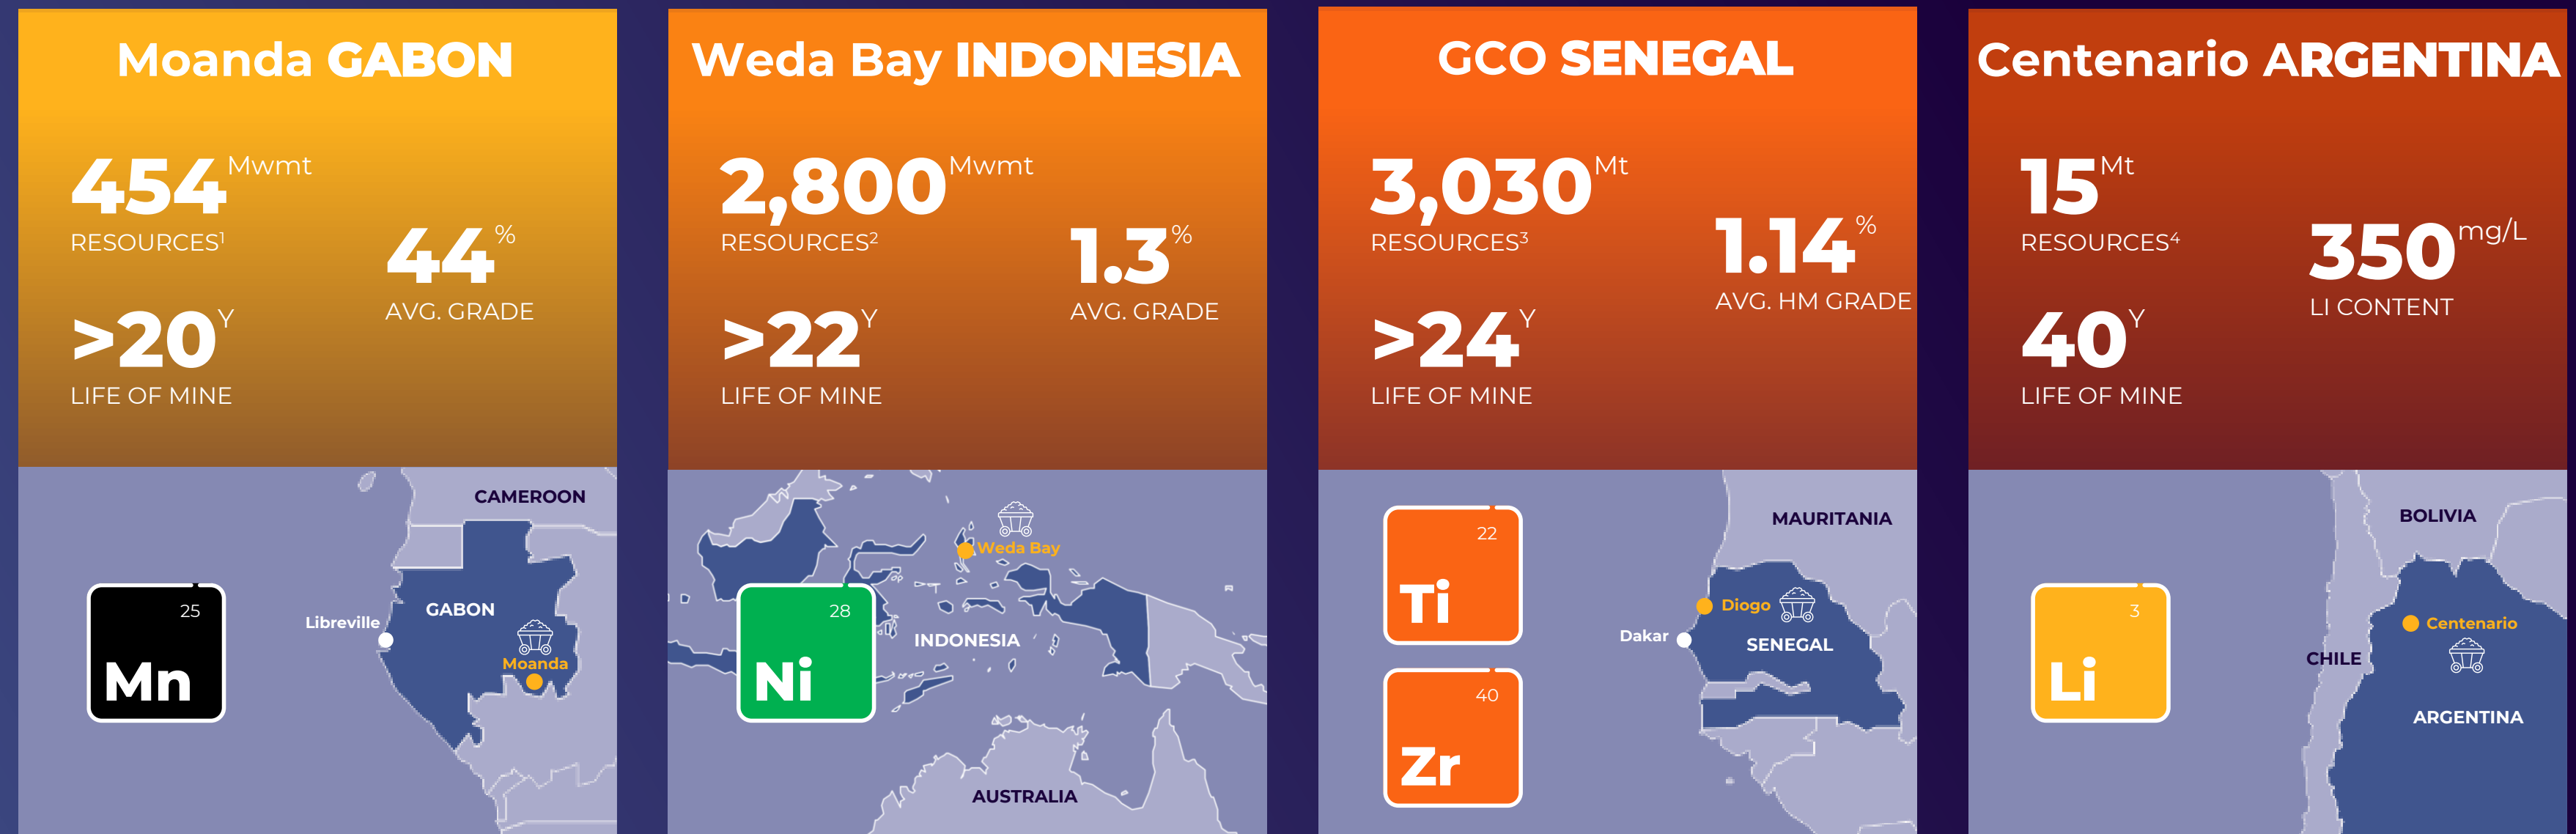 Moanda GABON
454 Mwmt
RESOURCES¹
44 %
AVG. GRADE
>20 Y
LIFE OF MINE
CAMEROON
GABON
Libreville
Moanda
25
Mn
Weda Bay INDONESIA
2,800 Mwmt
RESOURCES²
1.3 %
AVG. GRADE
>22 Y
LIFE OF MINE
Weda Bay
28
Ni
INDONESIA
AUSTRALIA
GCO SENEGAL
3,030 Mt
RESOURCES³
1.14 %
AVG. HM GRADE
>24 Y
LIFE OF MINE
22
Ti
40
Zr
MAURITANIA
Diogo
Dakar
SENEGAL
Centenario ARGENTINA
15 Mt
RESOURCES⁴
350 mg/L
LI CONTENT
40 Y
LIFE OF MINE
BOLIVIA
3
Li
Centenario
CHILE
ARGENTINA